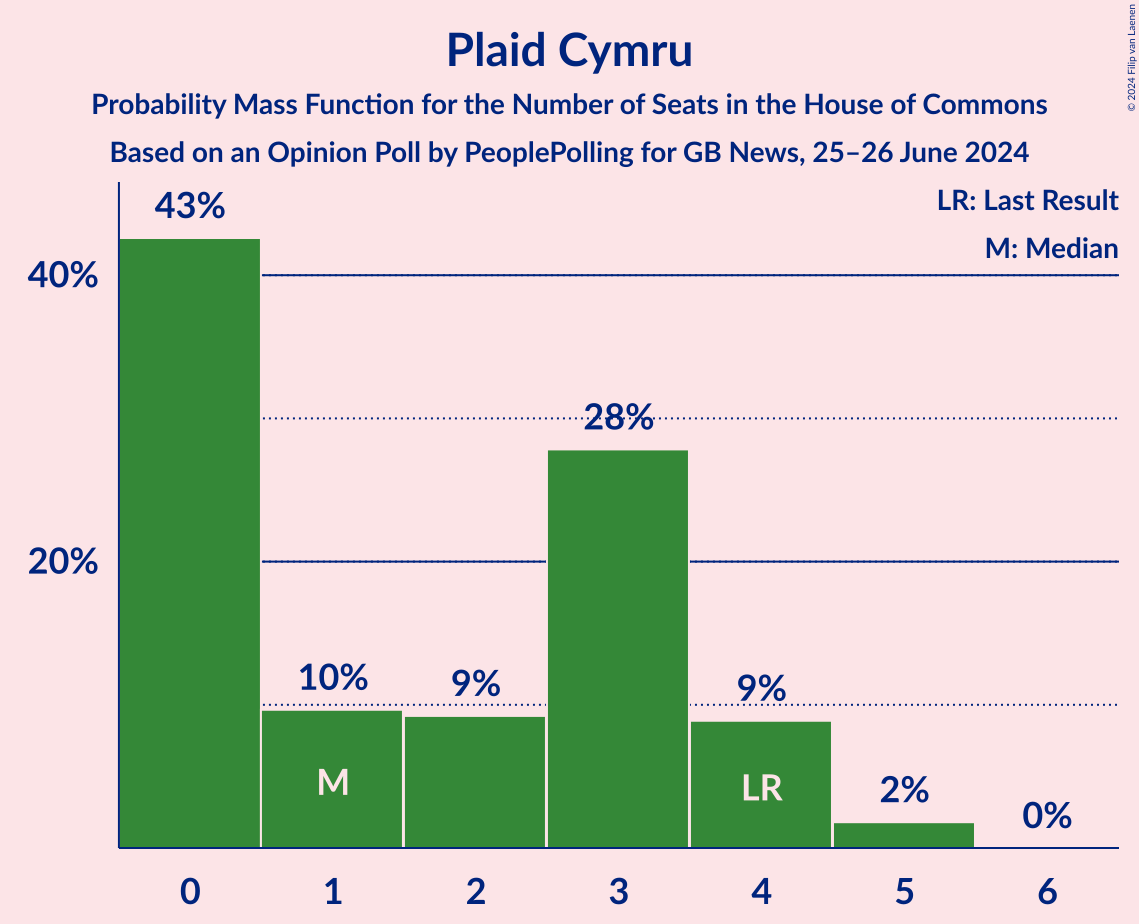 Plaid Cymru
Probability Mass Function for the Number of Seats in the House of Commons
Based on an Opinion Poll by PeoplePolling for GB News, 25–26 June 2024
© 2024 Filip van Laenen
LR: Last Result
M: Median
43%
40%
28%
20%
10%
9%
9%
M
LR
2%
0%
0
1
2
3
4
5
6